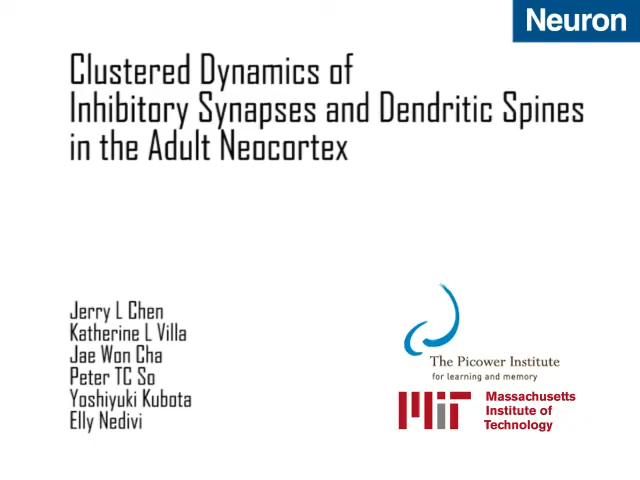 Neuron
Clustered Dynamics of
Inhibitory Synapses and Dendritic Spines
in the Adult Neocortex
Jerry L Chen
Katherine L Villa
Jae Won Cha
Peter TC So
Yoshiyuki Kubota
Elly Nedivi
The Picower Institute
for learning and memory
MIT
Massachusetts
Institute of
Technology